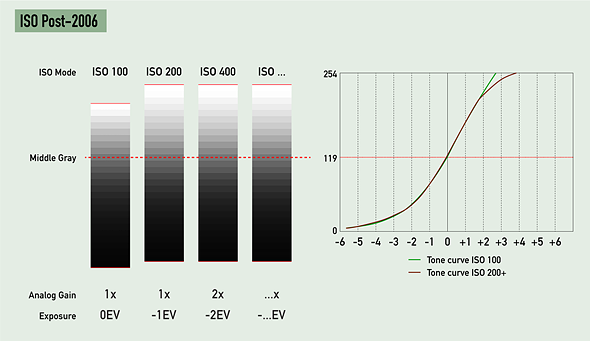 ISO Post-2006
ISO Mode ISO 100 ISO 200 ISO 400 ISO ...
Middle Gray
Analog Gain 1x 1x 2x ...x
Exposure 0EV -1EV -2EV -...EV
254
119
0
-6 -5 -4 -3 -2 -1 0 +1 +2 +3 +4 +5 +6
Tone curve ISO 100
Tone curve ISO 200+